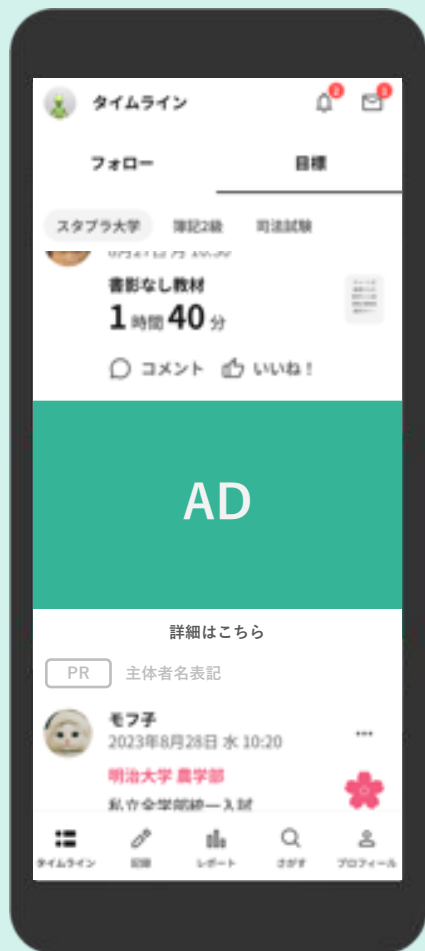 タイムライン
フォロー 目標
スタプラ大学 簿記2級 司法試験
書影なし教材
1 時間 40 分
コメント いいね！
AD
詳細はこちら
PR 主体者名表記
モフ子
2023年8月28日 水 10:20
明治大学 農学部
私立全学部統一入試
タイムライン 記録 レポート さがす プロフィール